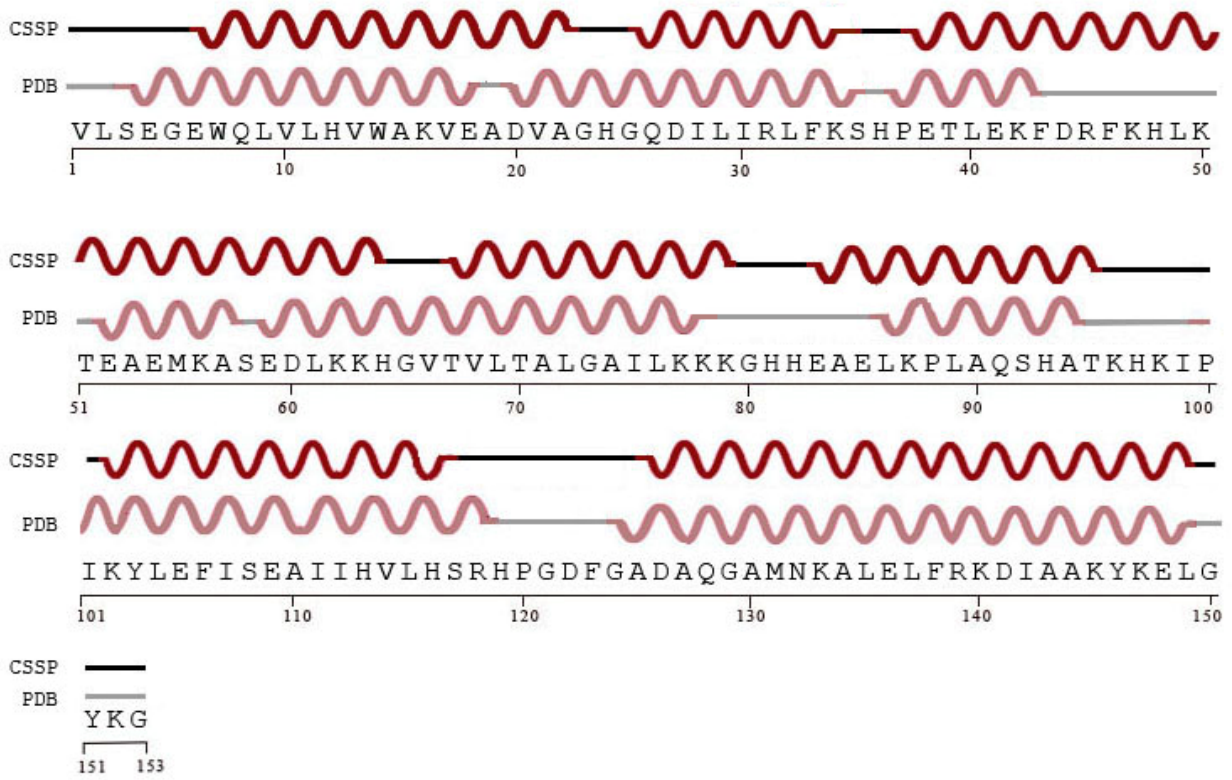 CSSP
PDB
VLSEGEWQLVLHVWAKVEADVAGHGQDILIRLFKSHPETLEKFDRFKHLK
1 10 20 30 40 50
CSSP
PDB
TEAEMKASEDLKKHGVTVLTALGAILKKKGHHEAELKPLAQSHATKHKIP
51 60 70 80 90 100
CSSP
PDB
IKYLEFISEAIIHVLHSRHPGDFGADAQGAMNKALELFRKDIAAKYKELG
101 110 120 130 140 150
CSSP
PDB
YKG
151 153